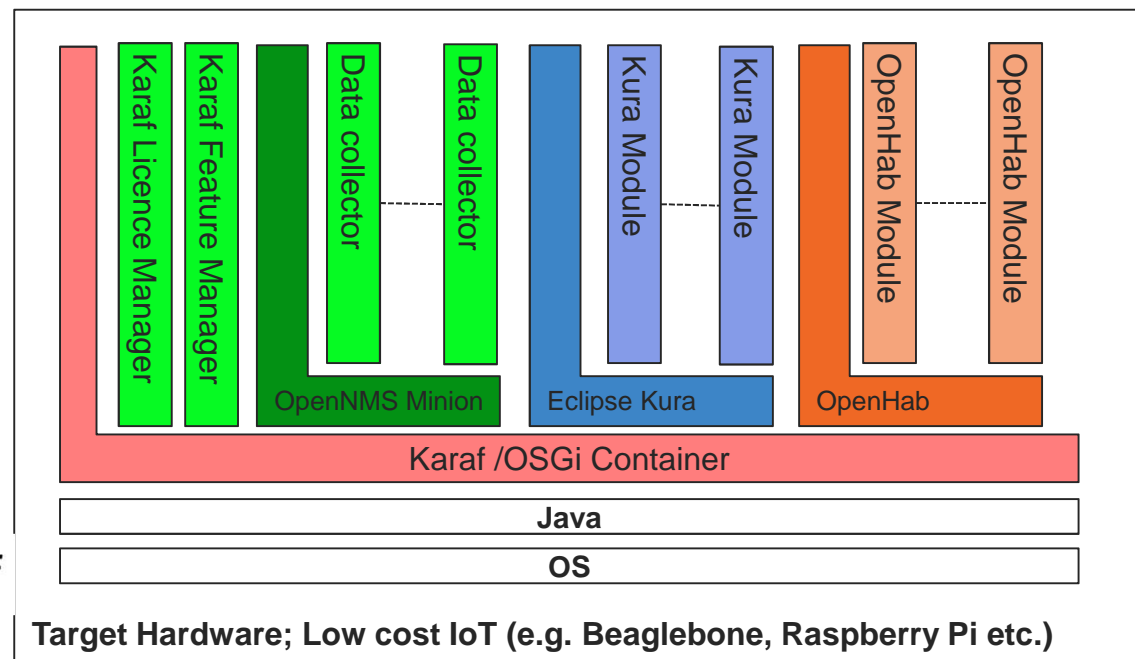 Karaf Licence Manager
Karaf Feature Manager
Data collector
Data collector
Kura Module
Kura Module
OpenHab Module
OpenHab Module
OpenNMS Minion
Eclipse Kura
OpenHab
Karaf /OSGi Container
Java
OS
Target Hardware; Low cost IoT (e.g. Beaglebone, Raspberry Pi etc.)